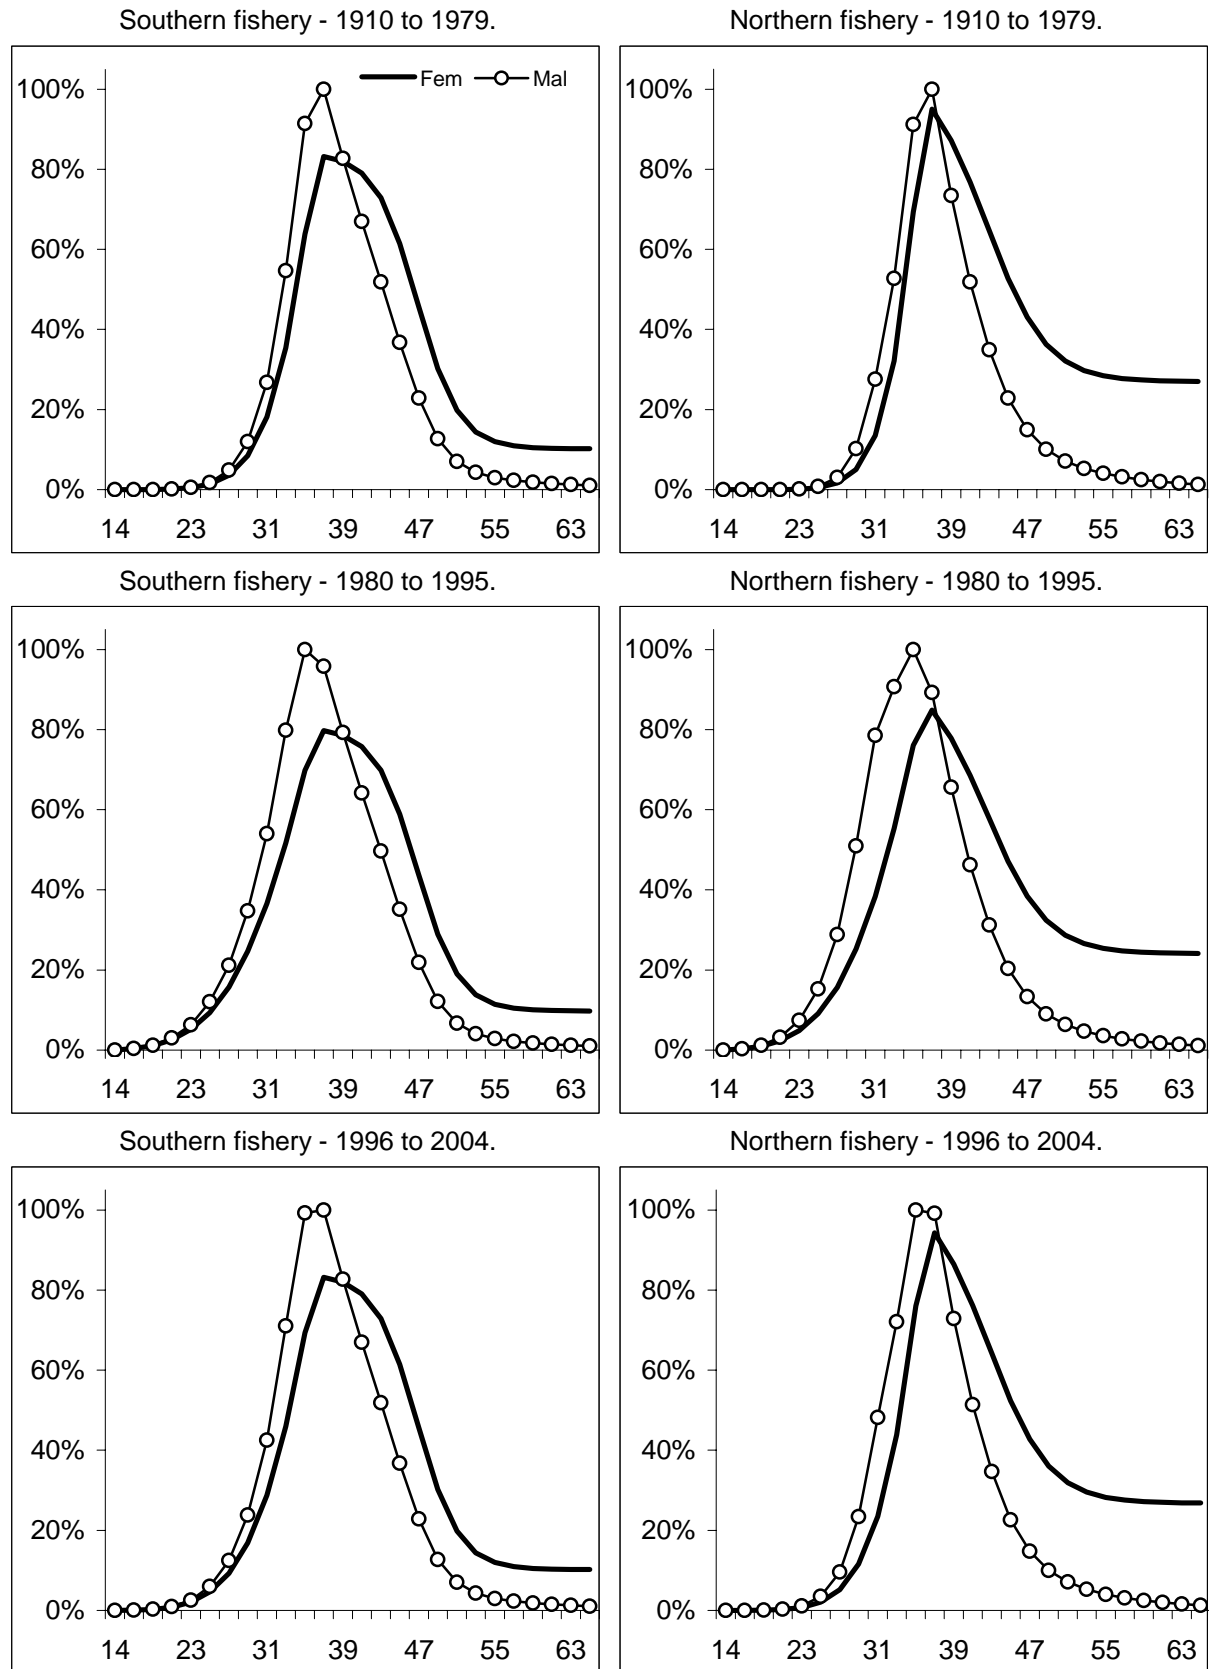 Southern fishery - 1910 to 1979.
100%
80%
60%
40%
20%
0%
Fem Mal
14 23 31 39 47 55 63
Northern fishery - 1910 to 1979.
100%
80%
60%
40%
20%
0%
14 23 31 39 47 55 63
Southern fishery - 1980 to 1995.
100%
80%
60%
40%
20%
0%
14 23 31 39 47 55 63
Northern fishery - 1980 to 1995.
100%
80%
60%
40%
20%
0%
14 23 31 39 47 55 63
Southern fishery - 1996 to 2004.
100%
80%
60%
40%
20%
0%
14 23 31 39 47 55 63
Northern fishery - 1996 to 2004.
100%
80%
60%
40%
20%
0%
14 23 31 39 47 55 63